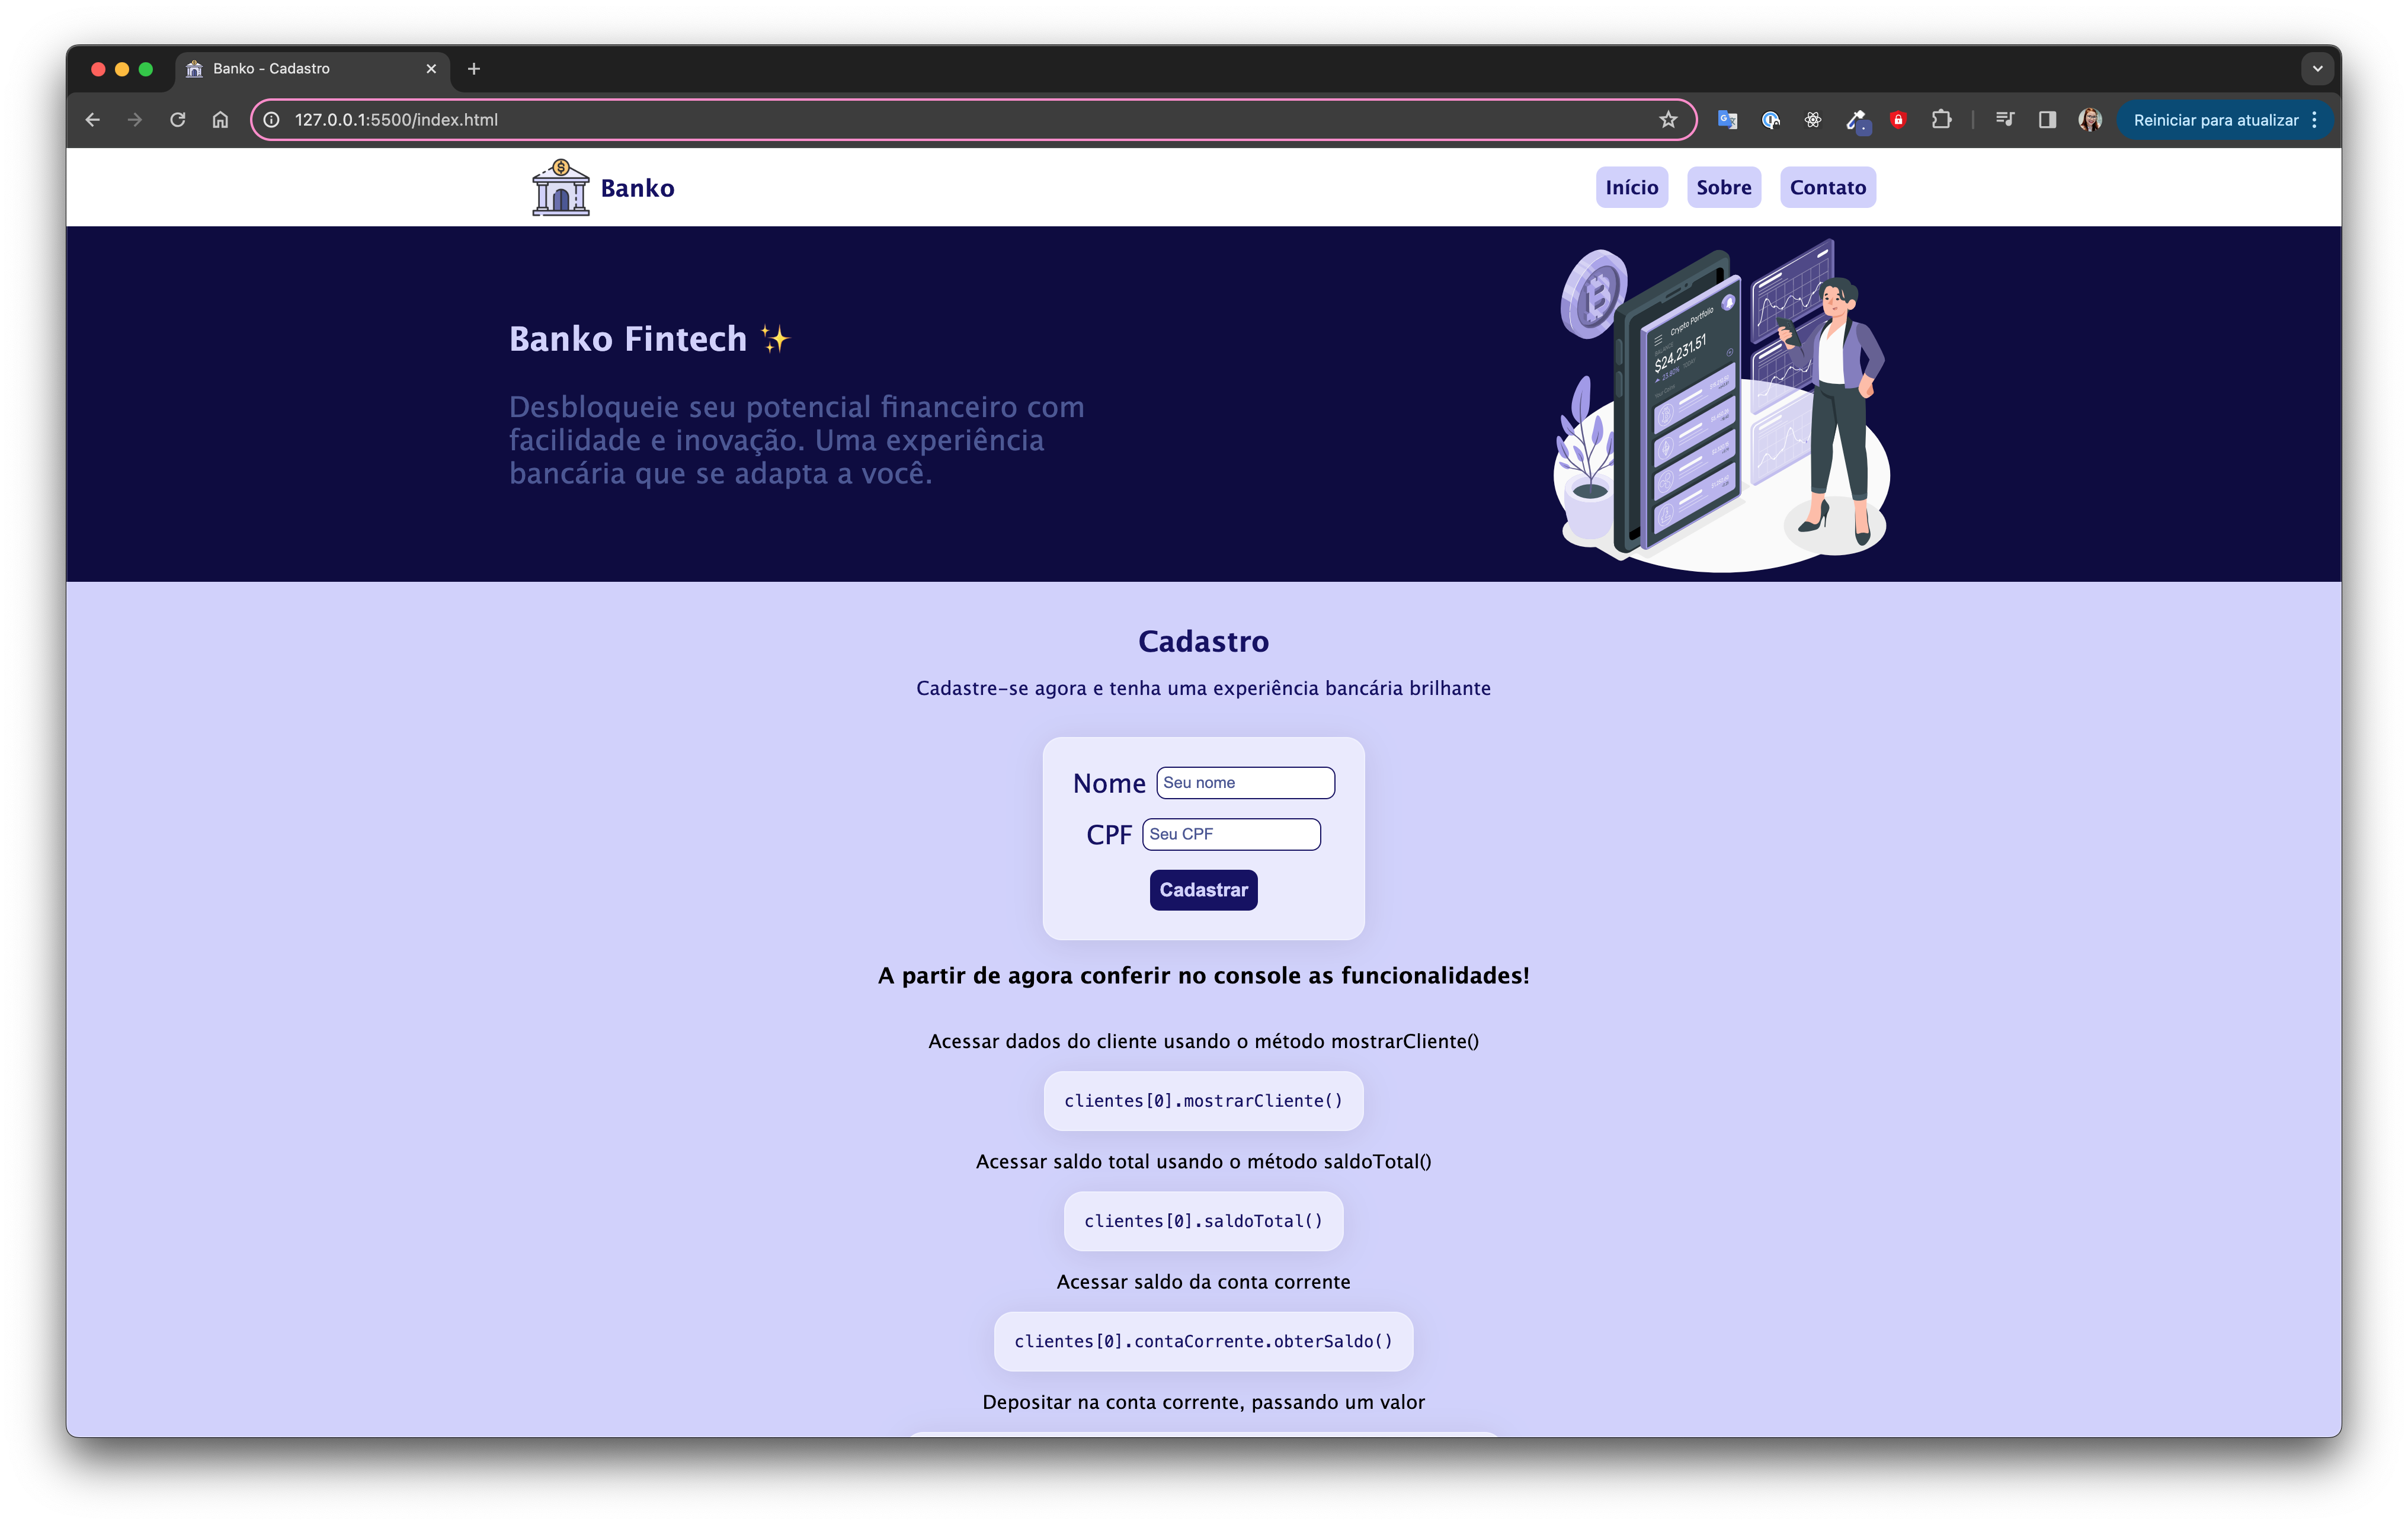 Banko - Cadastro
127.0.0.1:5500/index.html
Reiniciar para atualizar
Banko
Início
Sobre
Contato
Banko Fintech ✨
Desbloqueie seu potencial financeiro com
facilidade e inovação. Uma experiência
bancária que se adapta a você.
Crypto Portfolio
$24,231.51
Cadastro
Cadastre-se agora e tenha uma experiência bancária brilhante
Nome
Seu nome
CPF
Seu CPF
Cadastrar
A partir de agora conferir no console as funcionalidades!
Acessar dados do cliente usando o método mostrarCliente()
clientes[0].mostrarCliente()
Acessar saldo total usando o método saldoTotal()
clientes[0].saldoTotal()
Acessar saldo da conta corrente
clientes[0].contaCorrente.obterSaldo()
Depositar na conta corrente, passando um valor